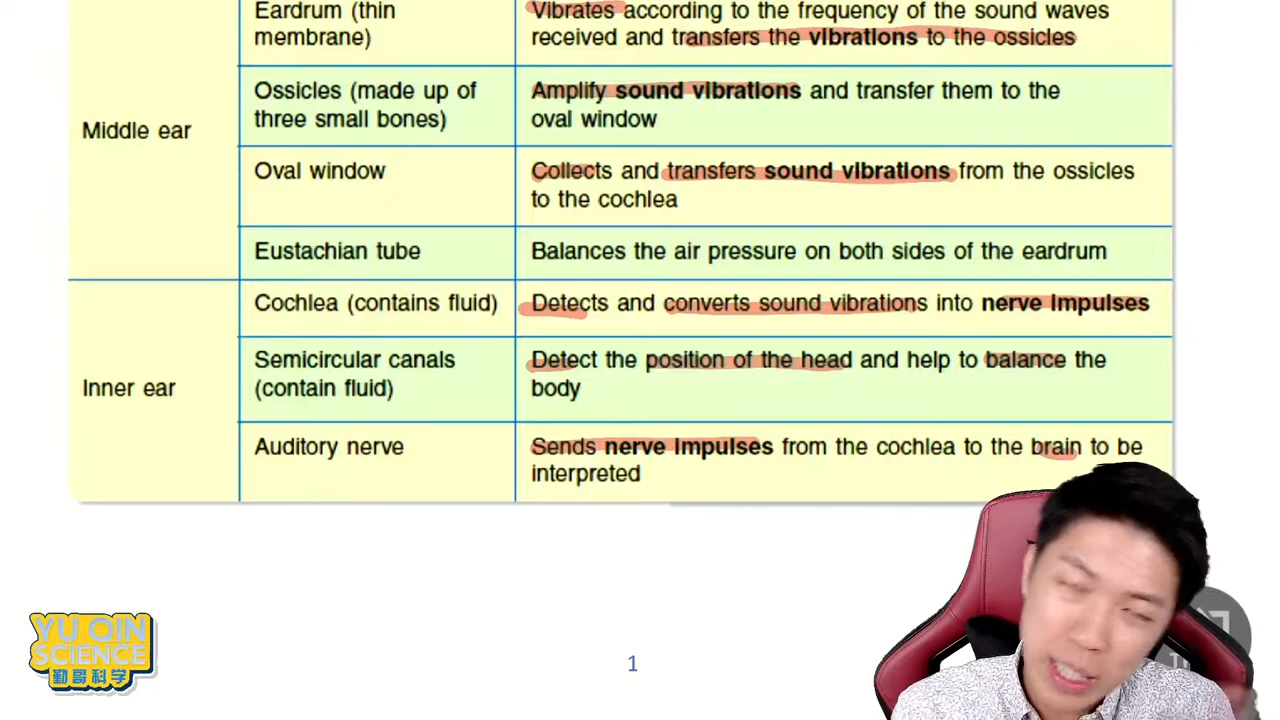 Eardrum (thin
membrane)
Vibrates according to the frequency of the sound waves
received and transfers the vibrations to the ossicles
Middle ear
Ossicles (made up of
three small bones)
Amplify sound vibrations and transfer them to the
oval window
Oval window
Collects and transfers sound vibrations from the ossicles
to the cochlea
Eustachian tube
Balances the air pressure on both sides of the eardrum
Inner ear
Cochlea (contains fluid)
Detects and converts sound vibrations into nerve impulses
Semicircular canals
(contain fluid)
Detect the position of the head and help to balance the
body
Auditory nerve
Sends nerve impulses from the cochlea to the brain to be
interpreted
YU QIN
SCIENCE
勤哥科学
1